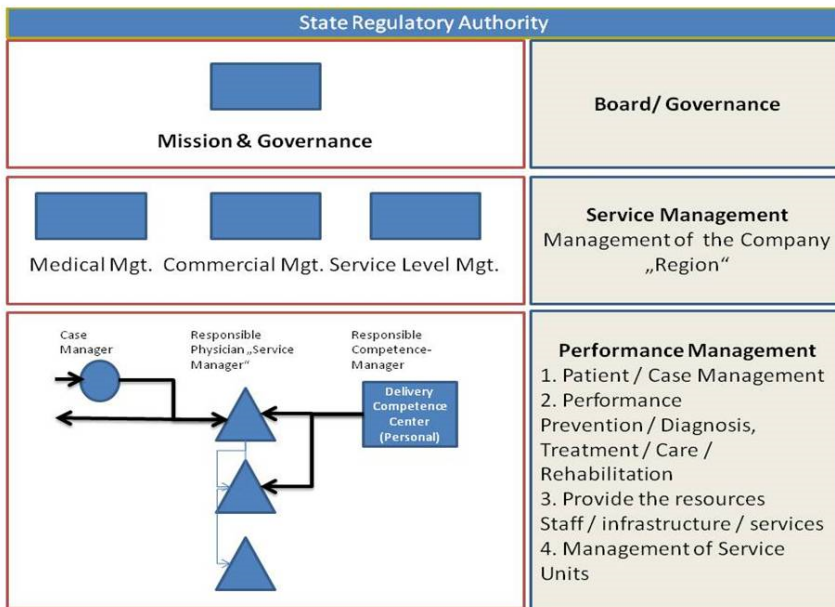 State Regulatory Authority
Mission & Governance
Board/ Governance
Medical Mgt.
Commercial Mgt.
Service Level Mgt.
Service Management
Management of the Company
„Region“
Case
Manager
Responsible
Physician „Service
Manager“
Responsible
Competence-
Manager
Delivery
Competence
Center
(Personal)
Performance Management
1. Patient / Case Management
2. Performance
Prevention / Diagnosis,
Treatment / Care /
Rehabilitation
3. Provide the resources
Staff / infrastructure / services
4. Management of Service
Units